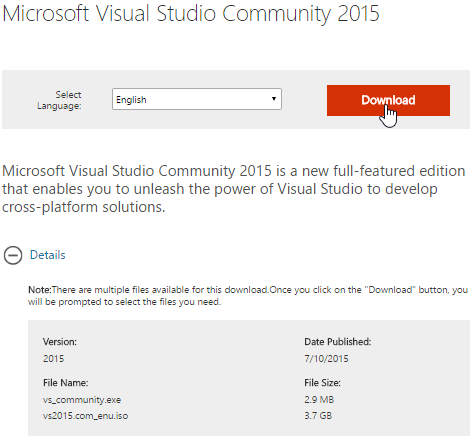 Microsoft Visual Studio Community 2015
Select
Language:
English
Download
Microsoft Visual Studio Community 2015 is a new full-featured edition
that enables you to unleash the power of Visual Studio to develop
cross-platform solutions.
Details
Note:There are multiple files available for this download.Once you click on the "Download" button, you
will be prompted to select the files you need.
Version:
2015
Date Published:
7/10/2015
File Name:
vs_community.exe
vs2015.com_enu.iso
File Size:
2.9 MB
3.7 GB